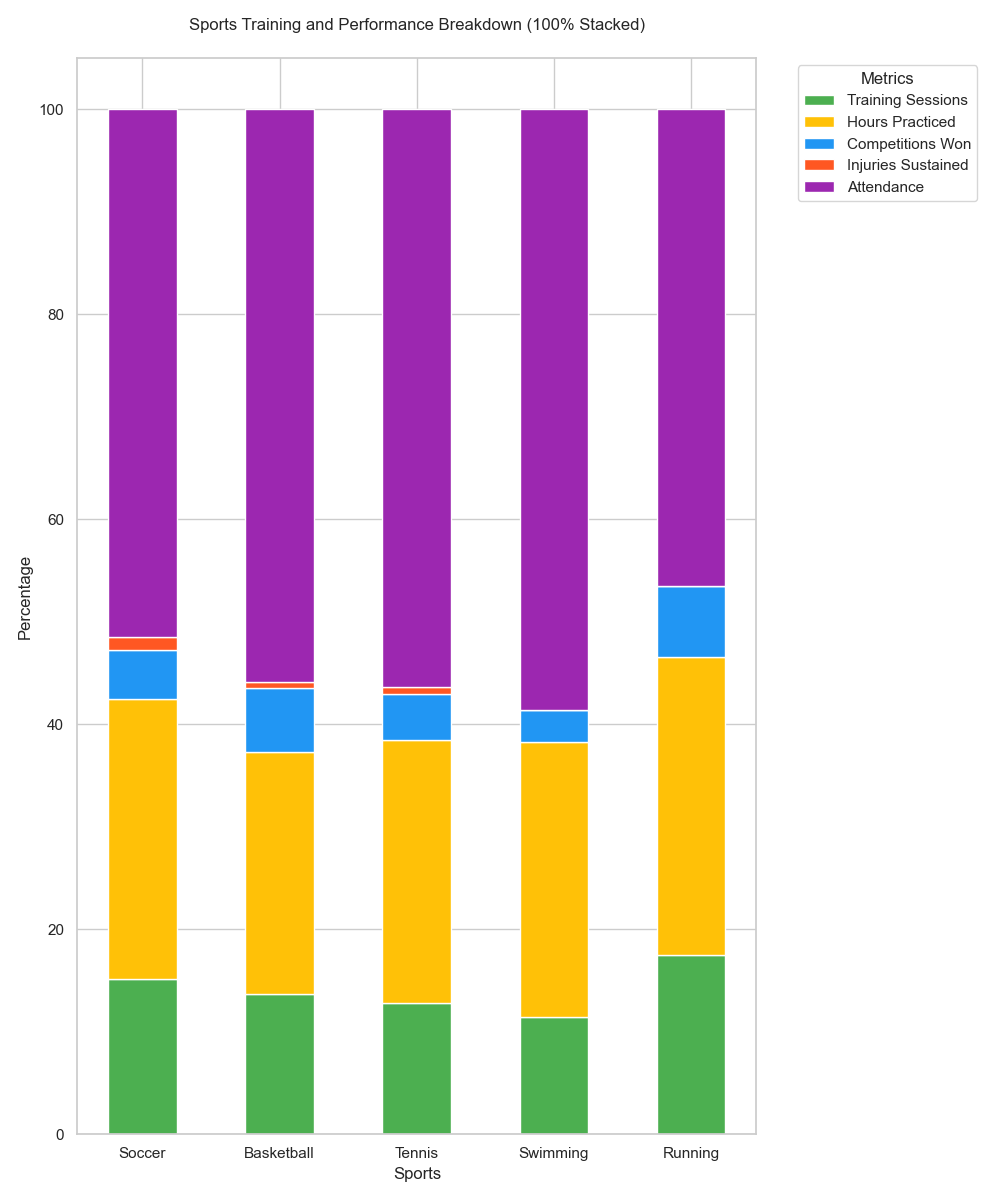 Sports Training and Performance Breakdown (100% Stacked)
Metrics
Training Sessions
Hours Practiced
Competitions Won
Injuries Sustained
Attendance
Percentage
100
80
60
40
20
0
Soccer Basketball Tennis Swimming Running
Sports